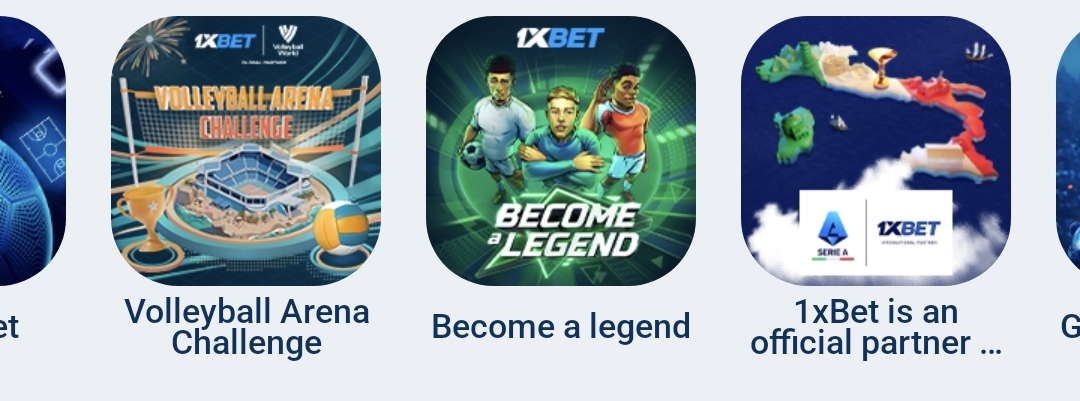 1XBET
Volleyball World
GLOBAL PARTNER
VOLLEYBALL ARENA
CHALLENGE
Volleyball Arena
Challenge
1XBET
BECOME
a LEGEND
Become a legend
SERIE A
1XBET
INTERNATIONAL PARTNER
1xBet is an
official partner ...
et
G